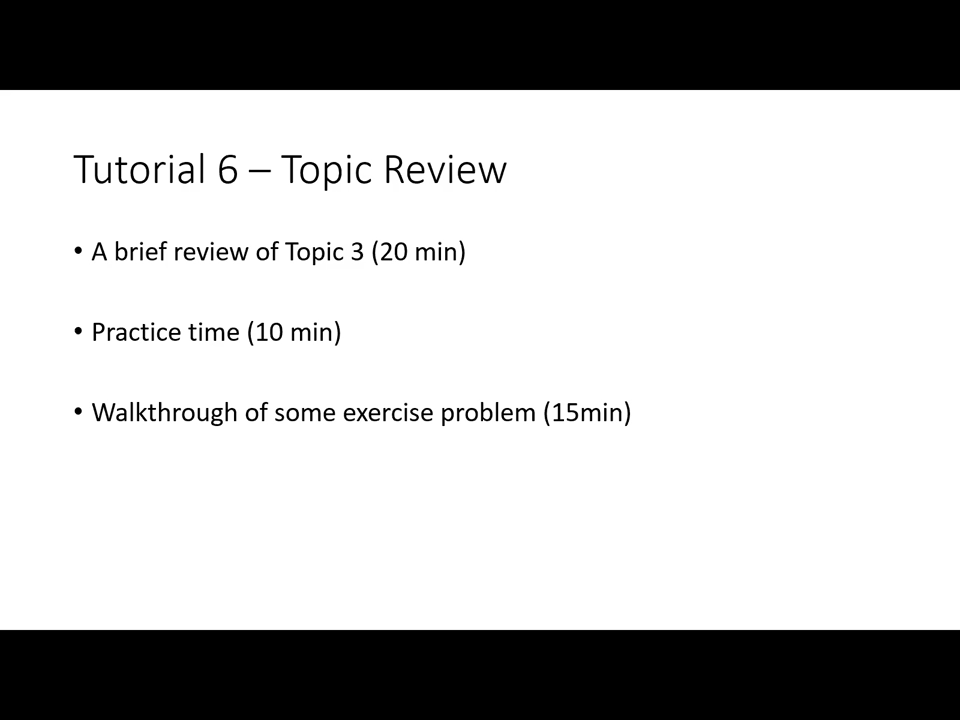 Tutorial 6 – Topic Review
• A brief review of Topic 3 (20 min)
• Practice time (10 min)
• Walkthrough of some exercise problem (15min)